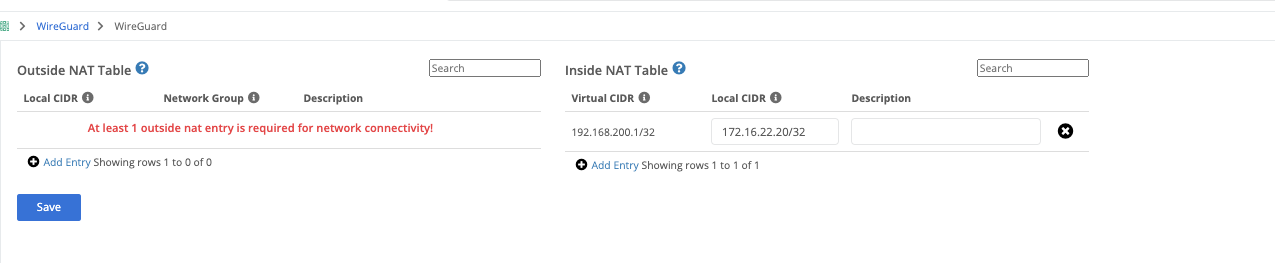 WireGuard > WireGuard
Outside NAT Table ?
Search
Local CIDR i Network Group i Description
At least 1 outside nat entry is required for network connectivity!
Add Entry Showing rows 1 to 0 of 0
Save
Inside NAT Table ?
Search
Virtual CIDR i Local CIDR i Description
192.168.200.1/32 172.16.22.20/32
Add Entry Showing rows 1 to 1 of 1